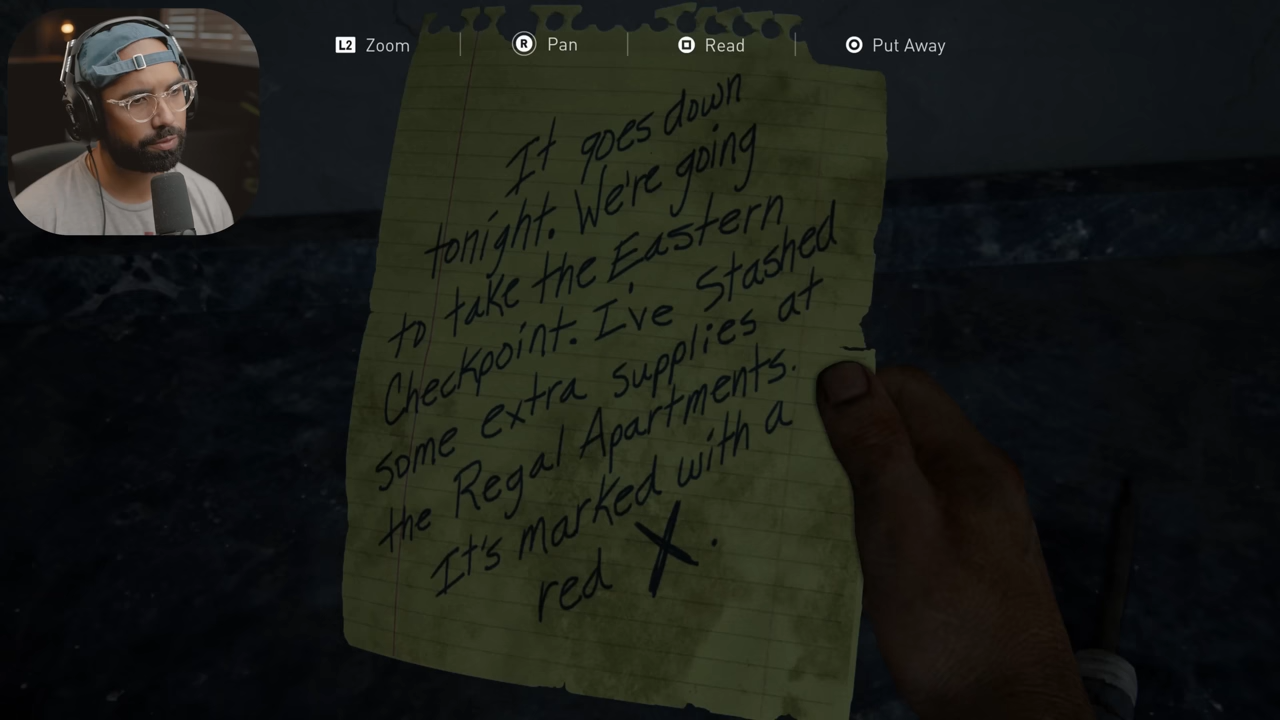 L2 Zoom | R Pan | Read | Put Away
It goes down
tonight. We're going
to take the Eastern
Checkpoint. I've Stashed
some extra supplies at
the Regal Apartments.
It's marked with a
red X.